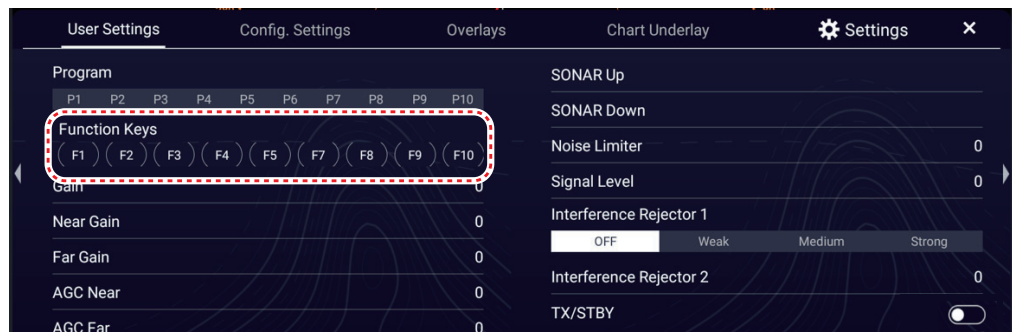 User Settings Config. Settings Overlays Chart Underlay Settings
Program
P1 P2 P3 P4 P5 P6 P7 P8 P9 P10
Function Keys
F1 F2 F3 F4 F5 F7 F8 F9 F10
Gain 0
Near Gain 0
Far Gain 0
AGC Near 0
AGC Far 0
SONAR Up
SONAR Down
Noise Limiter 0
Signal Level 0
Interference Rejector 1
OFF Weak Medium Strong
Interference Rejector 2 0
TX/STBY